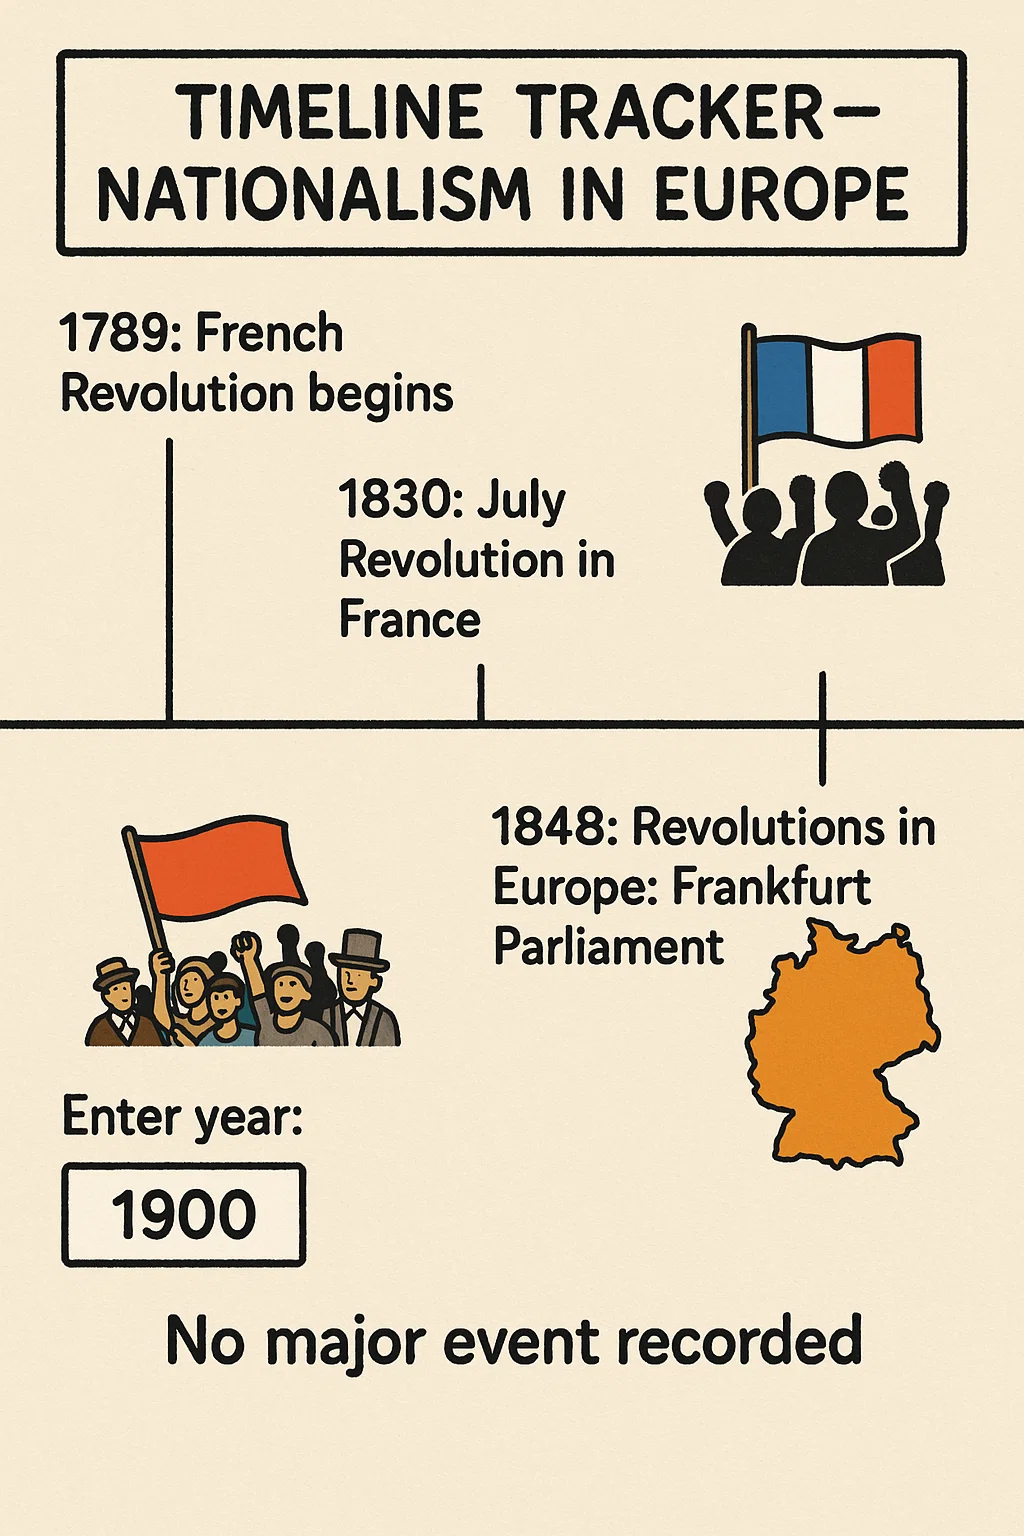 TIMELINE TRACKER—
NATIONALISM IN EUROPE
1789: French
Revolution begins
1830: July
Revolution in
France
1848: Revolutions in
Europe: Frankfurt
Parliament
Enter year:
1900
No major event recorded